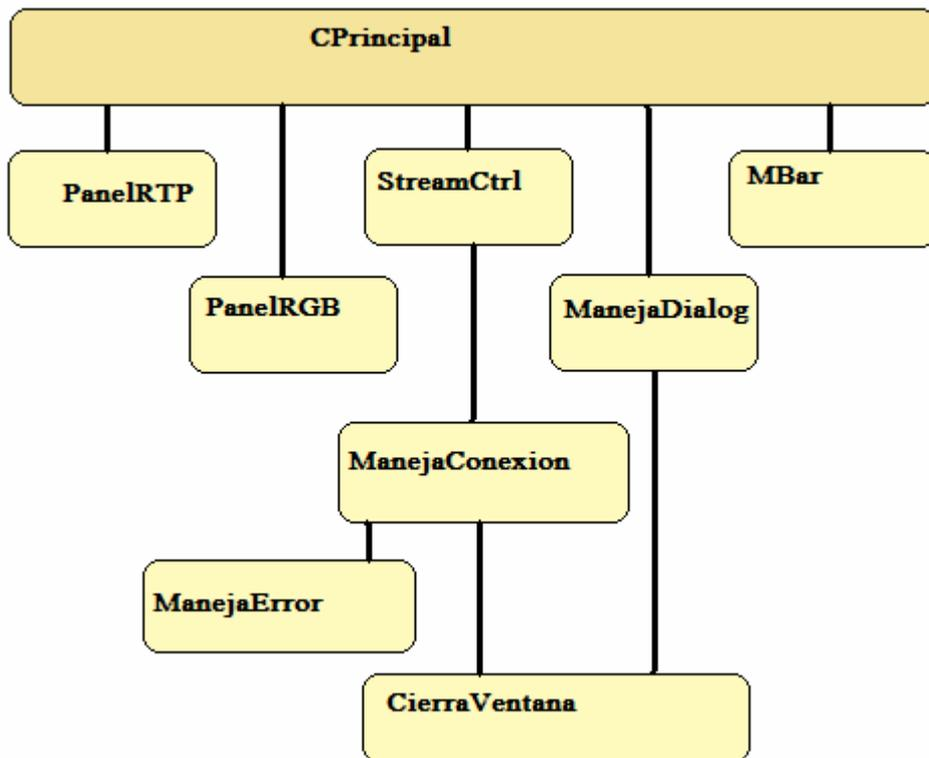 CPrincipal
PanelRTP
StreamCtrl
MBar
PanelRGB
ManejaDialog
ManejaConexion
ManejaError
CierraVentana